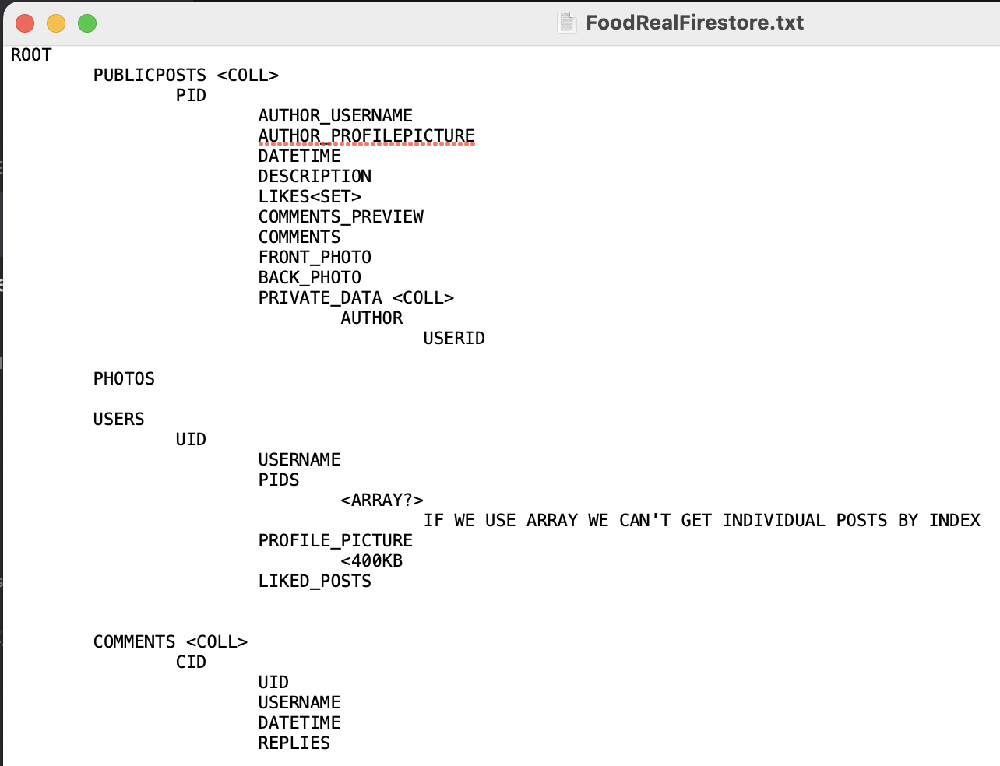 FoodRealFirestore.txt
ROOT
PUBLICPOSTS <COLL>
PID
AUTHOR_USERNAME
AUTHOR_PROFILEPICTURE
DATETIME
DESCRIPTION
LIKES<SET>
COMMENTS_PREVIEW
COMMENTS
FRONT_PHOTO
BACK_PHOTO
PRIVATE_DATA <COLL>
AUTHOR
USERID
PHOTOS
USERS
UID
USERNAME
PIDS
<ARRAY?>
IF WE USE ARRAY WE CAN'T GET INDIVIDUAL POSTS BY INDEX
PROFILE_PICTURE
<400KB
LIKED_POSTS
COMMENTS <COLL>
CID
UID
USERNAME
DATETIME
REPLIES